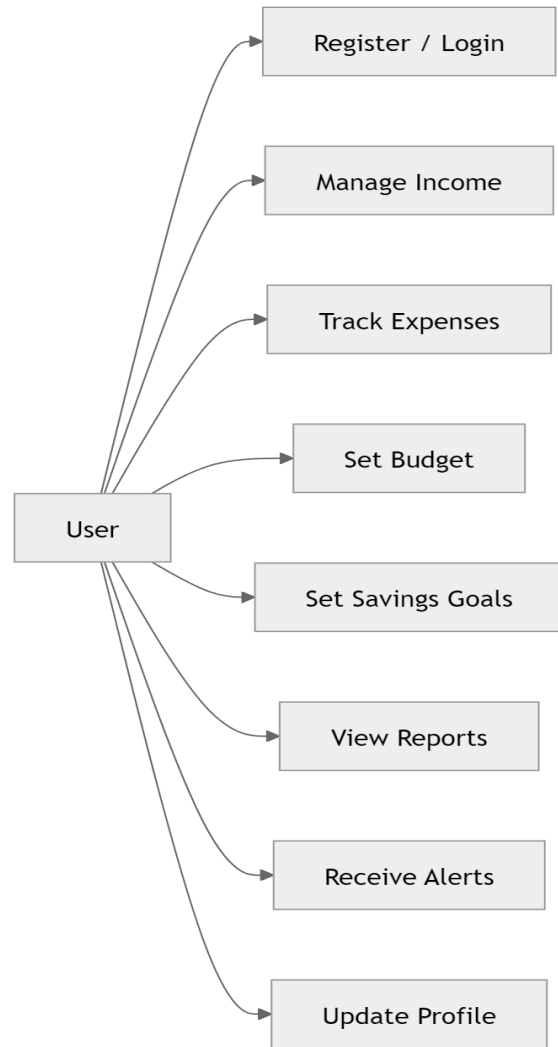 Register / Login
Manage Income
Track Expenses
Set Budget
User
Set Savings Goals
View Reports
Receive Alerts
Update Profile